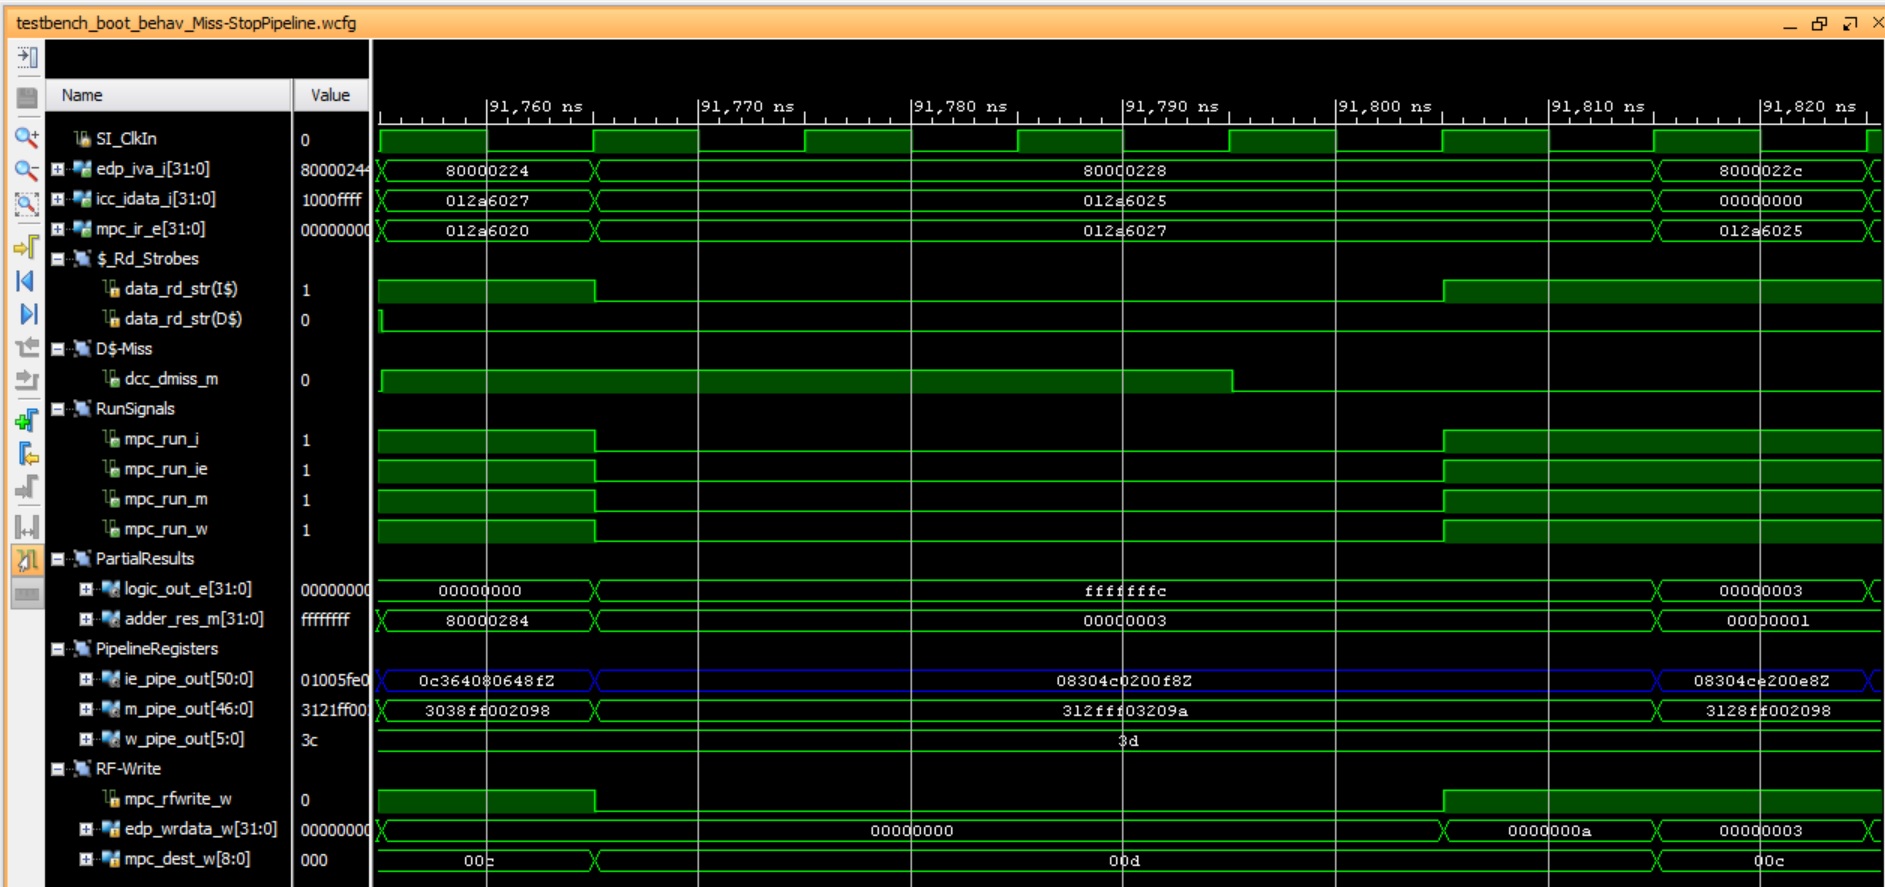 testbench_boot_behav_Miss-StopPipeline.wcfg
Name Value
91,760 ns 91,770 ns 91,780 ns 91,790 ns 91,800 ns 91,810 ns 91,820 ns
SI_ClkIn 0
edp_iva_i[31:0] 80000244 80000224 80000228 8000022c
icc_idata_i[31:0] 1000ffff 012a6027 012a6025 00000000
mpc_ir_e[31:0] 00000000 012a6020 012a6027 012a6025
$_Rd_Strobes
data_rd_str(I$) 1
data_rd_str(D$) 0
D$-Miss
dcc_dmiss_m 0
RunSignals
mpc_run_i 1
mpc_run_ie 1
mpc_run_m 1
mpc_run_w 1
PartialResults
logic_out_e[31:0] 00000000 00000000 fffffffc 00000003
adder_res_m[31:0] ffffffff 80000284 00000003 00000001
PipelineRegisters
ie_pipe_out[50:0] 01005fe0 0c364080648fZ 08304c0200f8Z 08304ce200e8Z
m_pipe_out[46:0] 3121ff00 3038ff002098 312fff03209a 3128ff002098
w_pipe_out[5:0] 3c 3d
RF-Write
mpc_rfwrite_w 0
edp_wrdata_w[31:0] 00000000 00000000 0000000a 00000003
mpc_dest_w[8:0] 000 00c 00d 00c